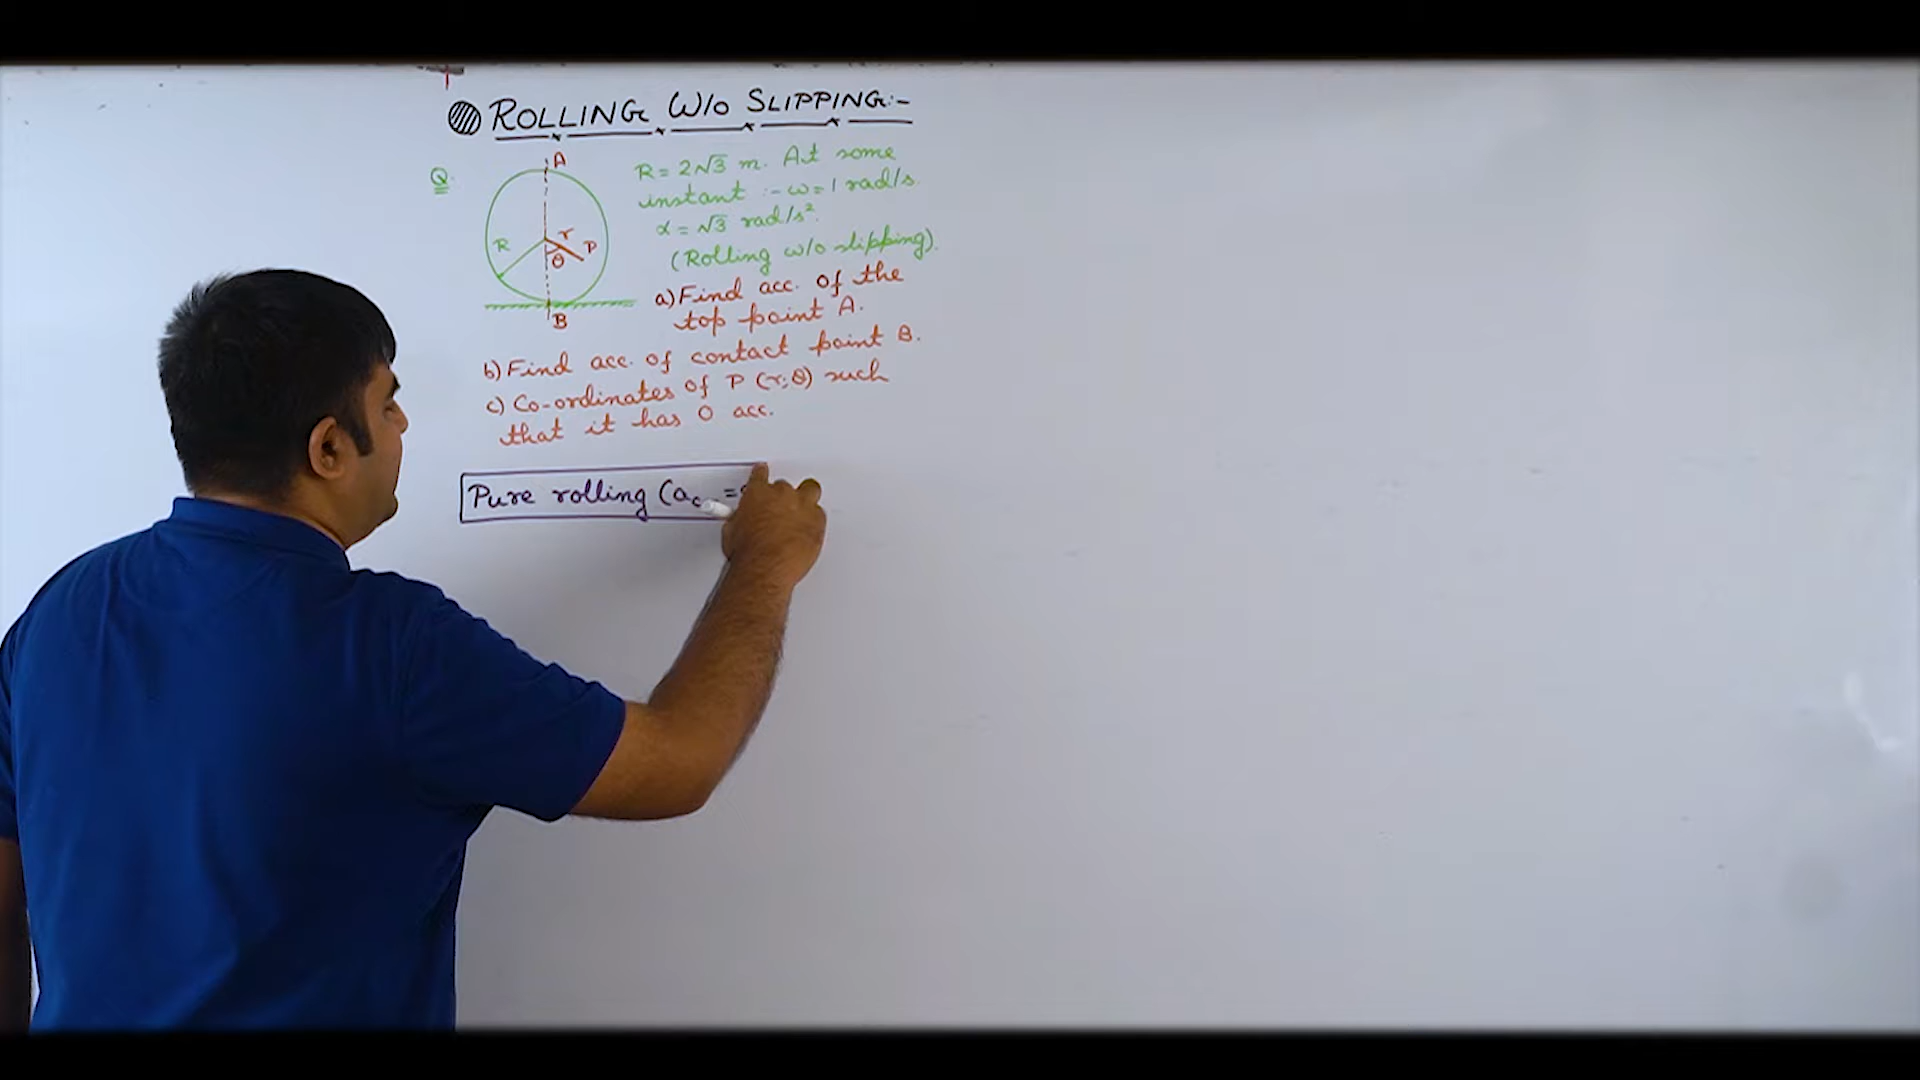 ROLLING W/o SLIPPING:-
Q.
A
R
r
P
θ
B
R = 2√3 m. At some
instant :- ω = 1 rad/s.
α = √3 rad/s².
(Rolling w/o slipping).
a) Find acc. of the
top point A.
b) Find acc. of contact point B.
c) Co-ordinates of P (r, θ) such
that it has 0 acc.
Pure rolling (a =